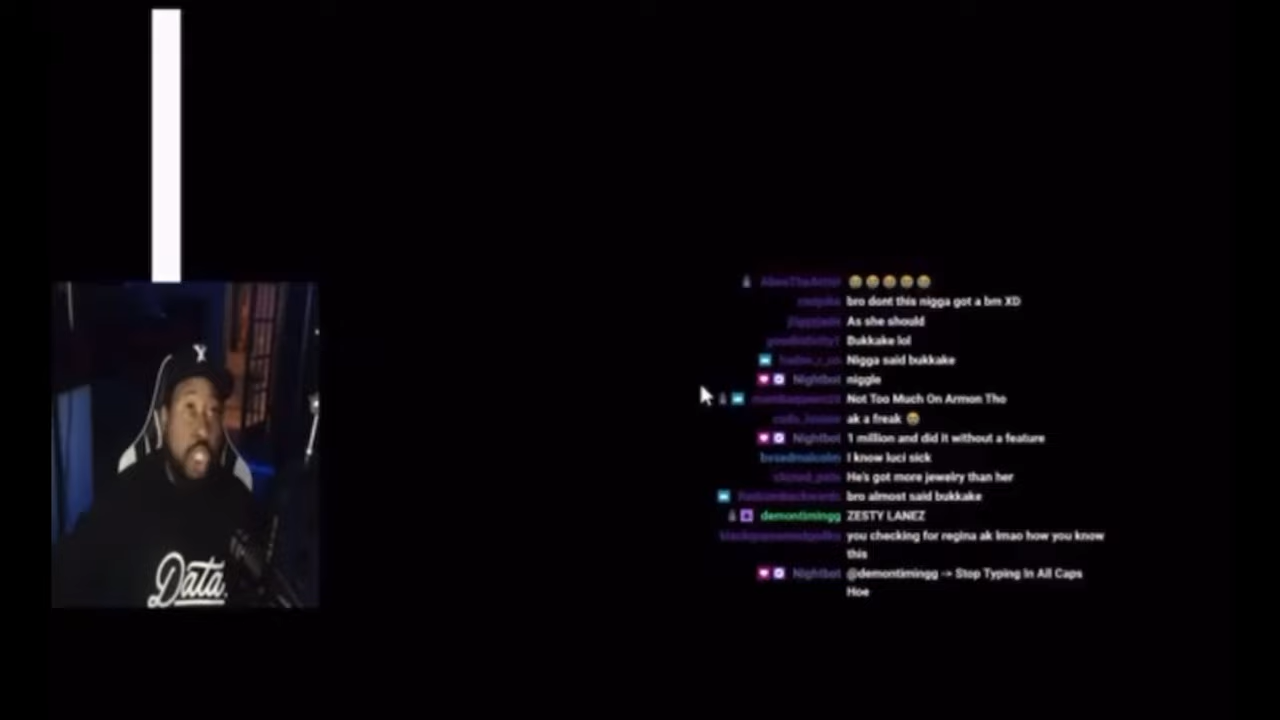 😂😂😂😂😂
bro dont this nigga got a bm XD
As she should
Bukkake lol
Nigga said bukkake
Nightbot niggle
Not Too Much On Armon Tho
ak a freak 😂
Nightbot 1 million and did it without a feature
bvsedmalcolm I know luci sick
He's got more jewelry than her
bro almost said bukkake
demontimingg ZESTY LANEZ
you checking for regina ak lmao how you know
this
Nightbot @demontimingg -> Stop Typing In All Caps
Hoe
Y
Data.